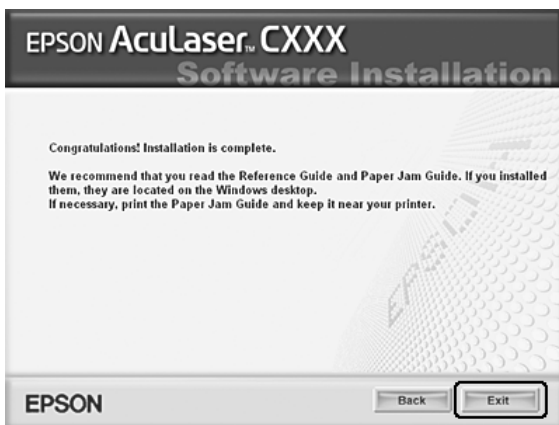 EPSON AcuLaser™ CXXX
Software Installation
Congratulations! Installation is complete.
We recommend that you read the Reference Guide and Paper Jam Guide. If you installed
them, they are located on the Windows desktop.
If necessary, print the Paper Jam Guide and keep it near your printer.
EPSON
EPSON
Back
Exit